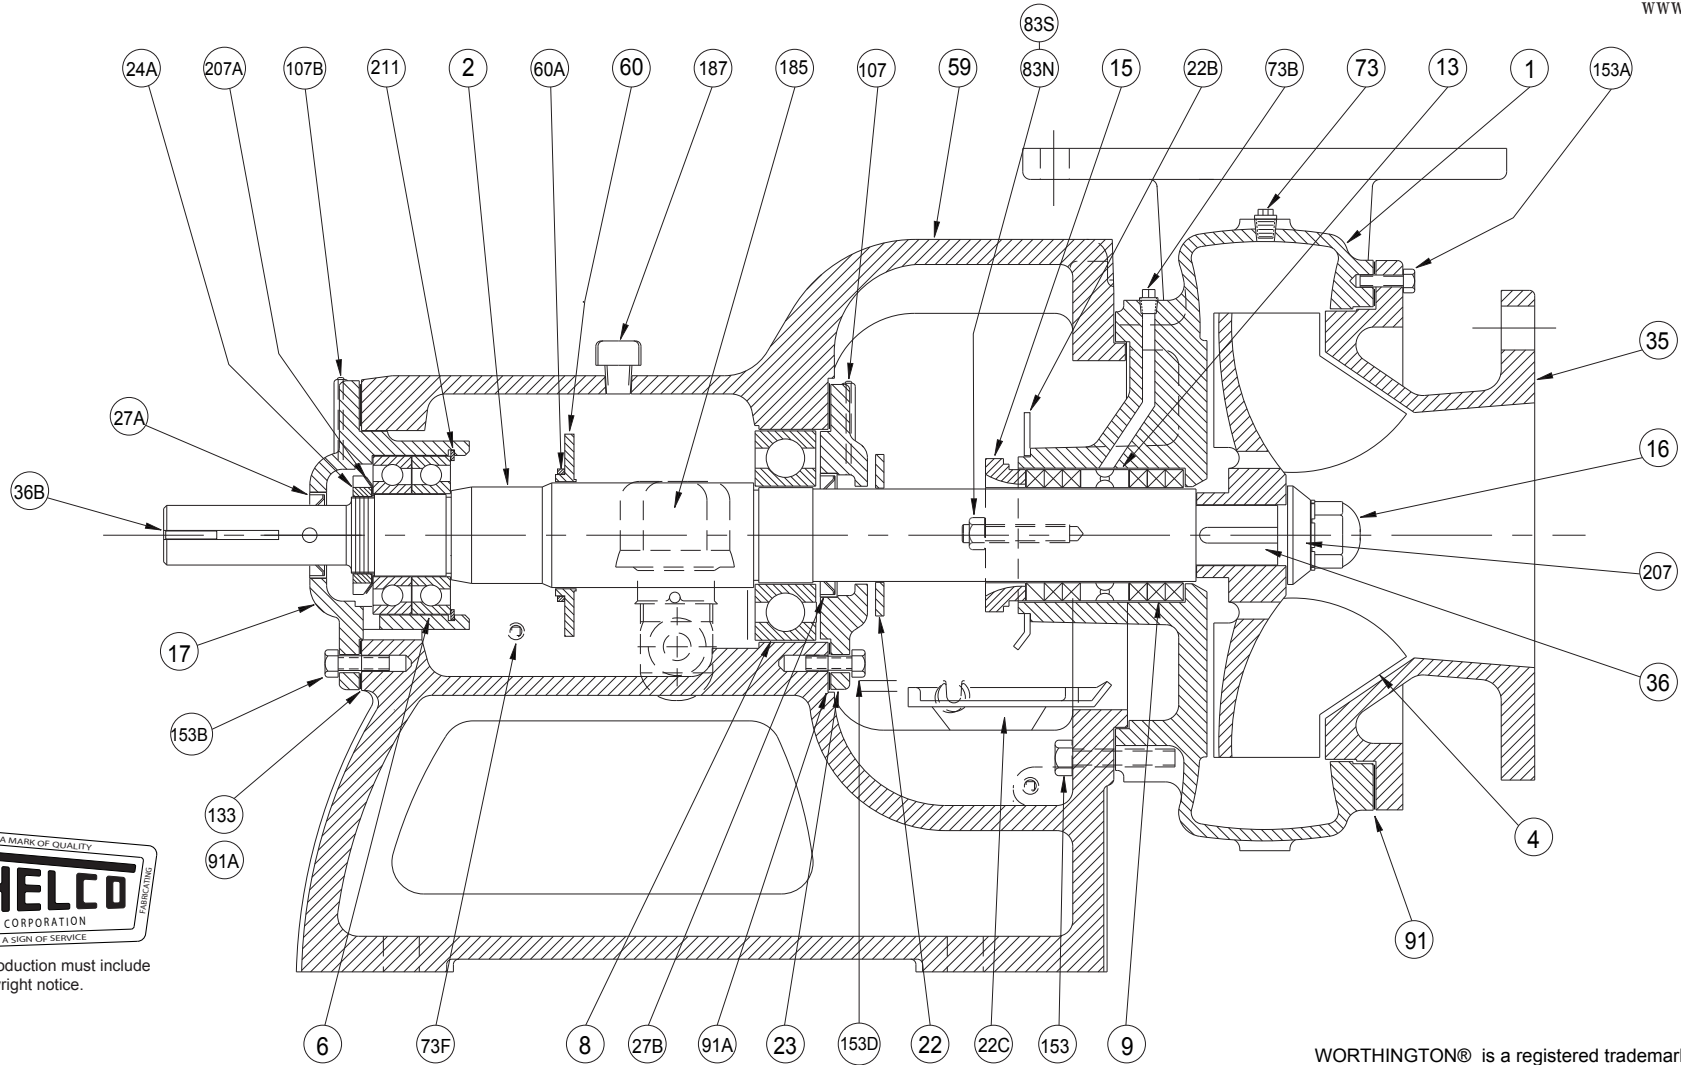 www
83S
24A
207A
107B
211
2
60A
60
187
185
107
59
83N
15
22B
73B
73
13
1
153A
35
27A
16
36B
207
17
36
153B
133
4
91A
91
A MARK OF QUALITY
HELCO
CORPORATION
FABRICATING
A SIGN OF SERVICE
oduction must include
right notice.
6
73F
8
27B
91A
23
153D
22
22C
153
9
WORTHINGTON® is a registered trademar